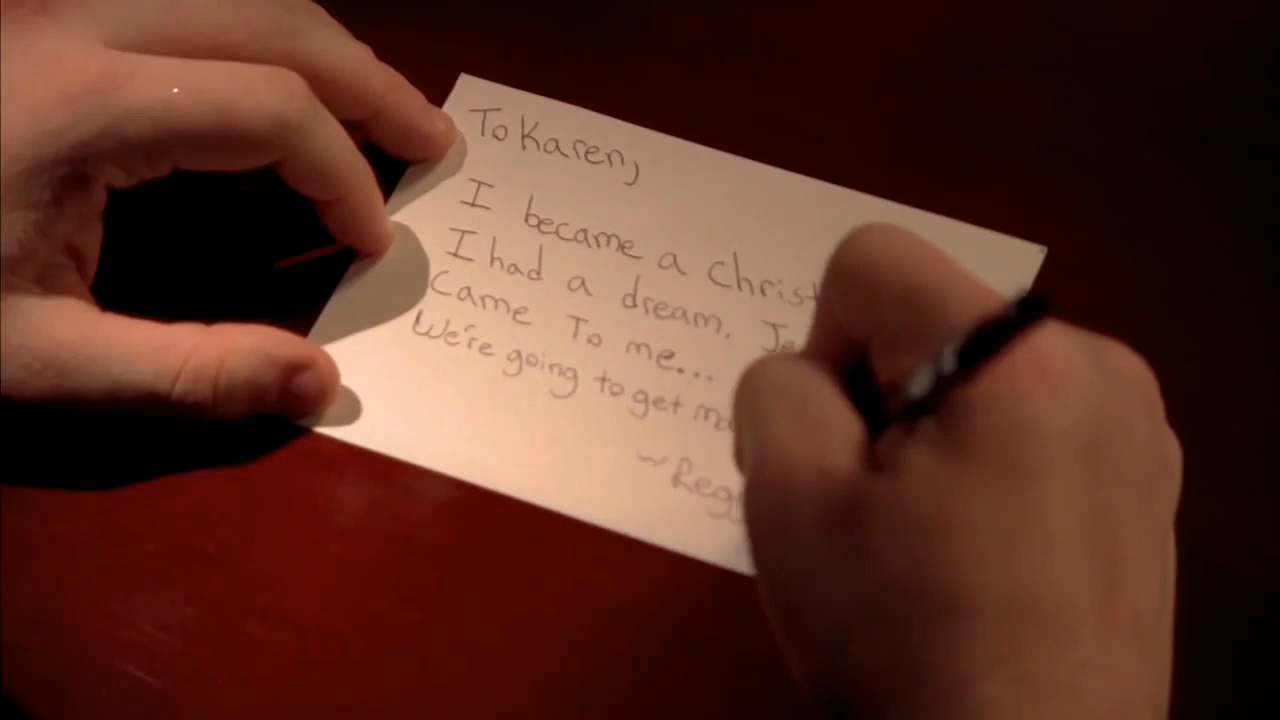 To Karen,
I became a Christ
I had a dream. Je
Came To me...
We're going to get ma
~Reg